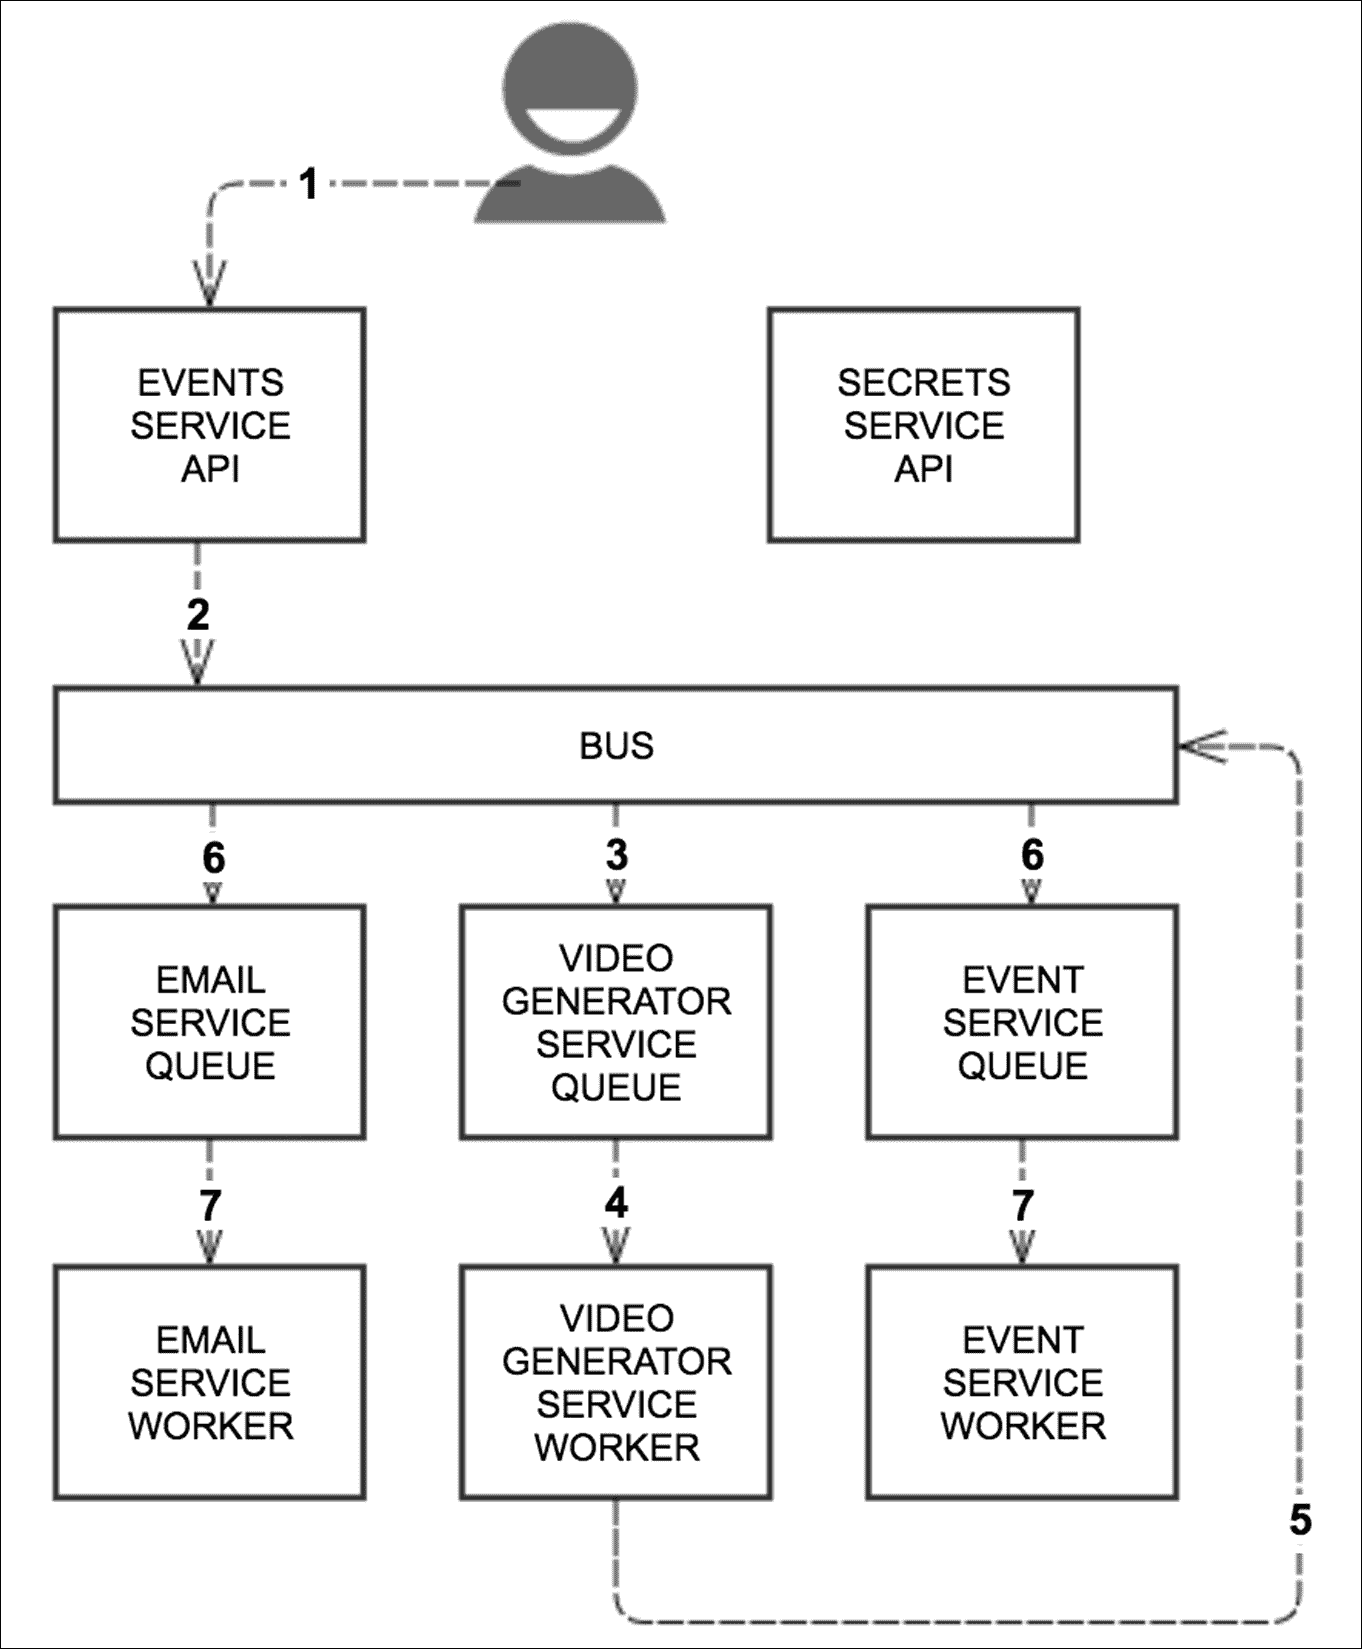 1
EVENTS
SERVICE
API
SECRETS
SERVICE
API
2
BUS
6
3
6
EMAIL
SERVICE
QUEUE
VIDEO
GENERATOR
SERVICE
QUEUE
EVENT
SERVICE
QUEUE
7
4
7
EMAIL
SERVICE
WORKER
VIDEO
GENERATOR
SERVICE
WORKER
EVENT
SERVICE
WORKER
5